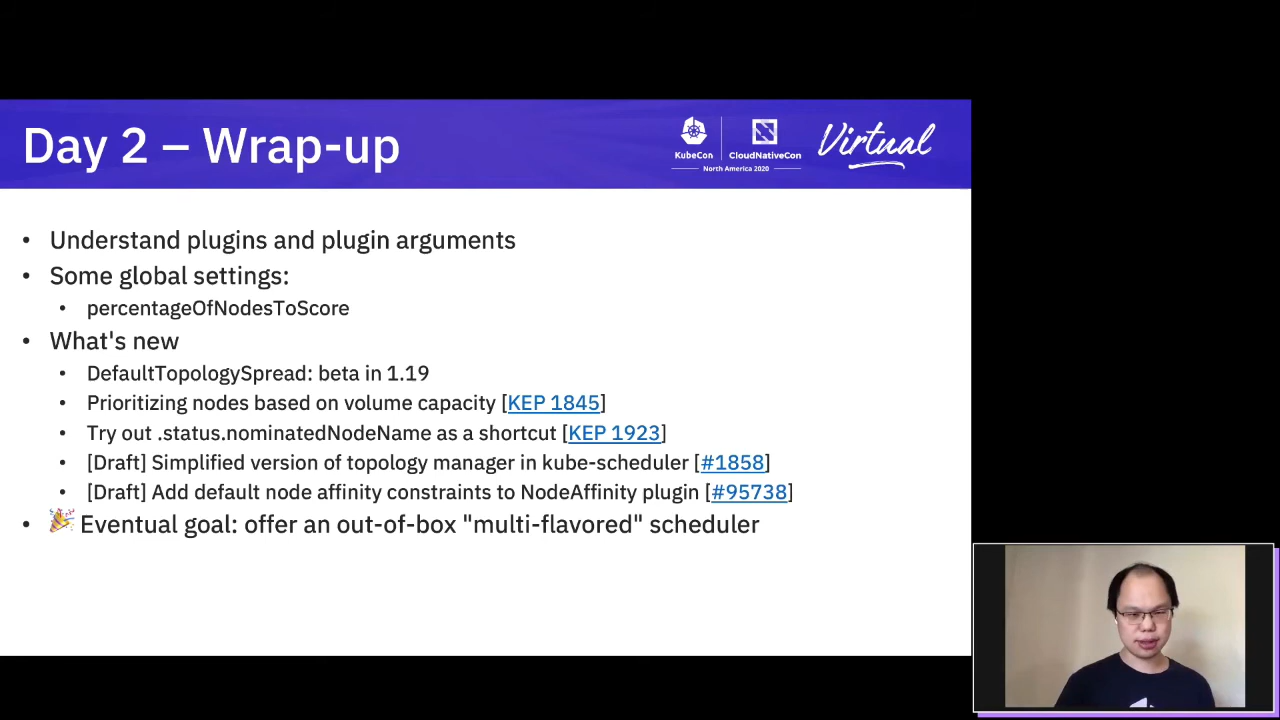 Day 2 – Wrap-up
KubeCon
CloudNativeCon
North America 2020
Virtual
• Understand plugins and plugin arguments
• Some global settings:
• percentageOfNodesToScore
• What's new
• DefaultTopologySpread: beta in 1.19
• Prioritizing nodes based on volume capacity [KEP 1845]
• Try out .status.nominatedNodeName as a shortcut [KEP 1923]
• [Draft] Simplified version of topology manager in kube-scheduler [#1858]
• [Draft] Add default node affinity constraints to NodeAffinity plugin [#95738]
• 🎉 Eventual goal: offer an out-of-box "multi-flavored" scheduler